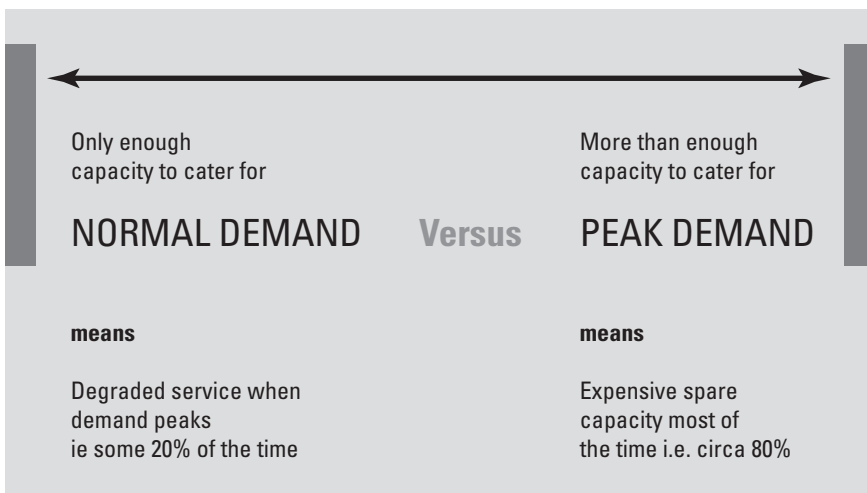 Only enough
capacity to cater for
NORMAL DEMAND
means
Degraded service when
demand peaks
ie some 20% of the time
Versus
More than enough
capacity to cater for
PEAK DEMAND
means
Expensive spare
capacity most of
the time i.e. circa 80%